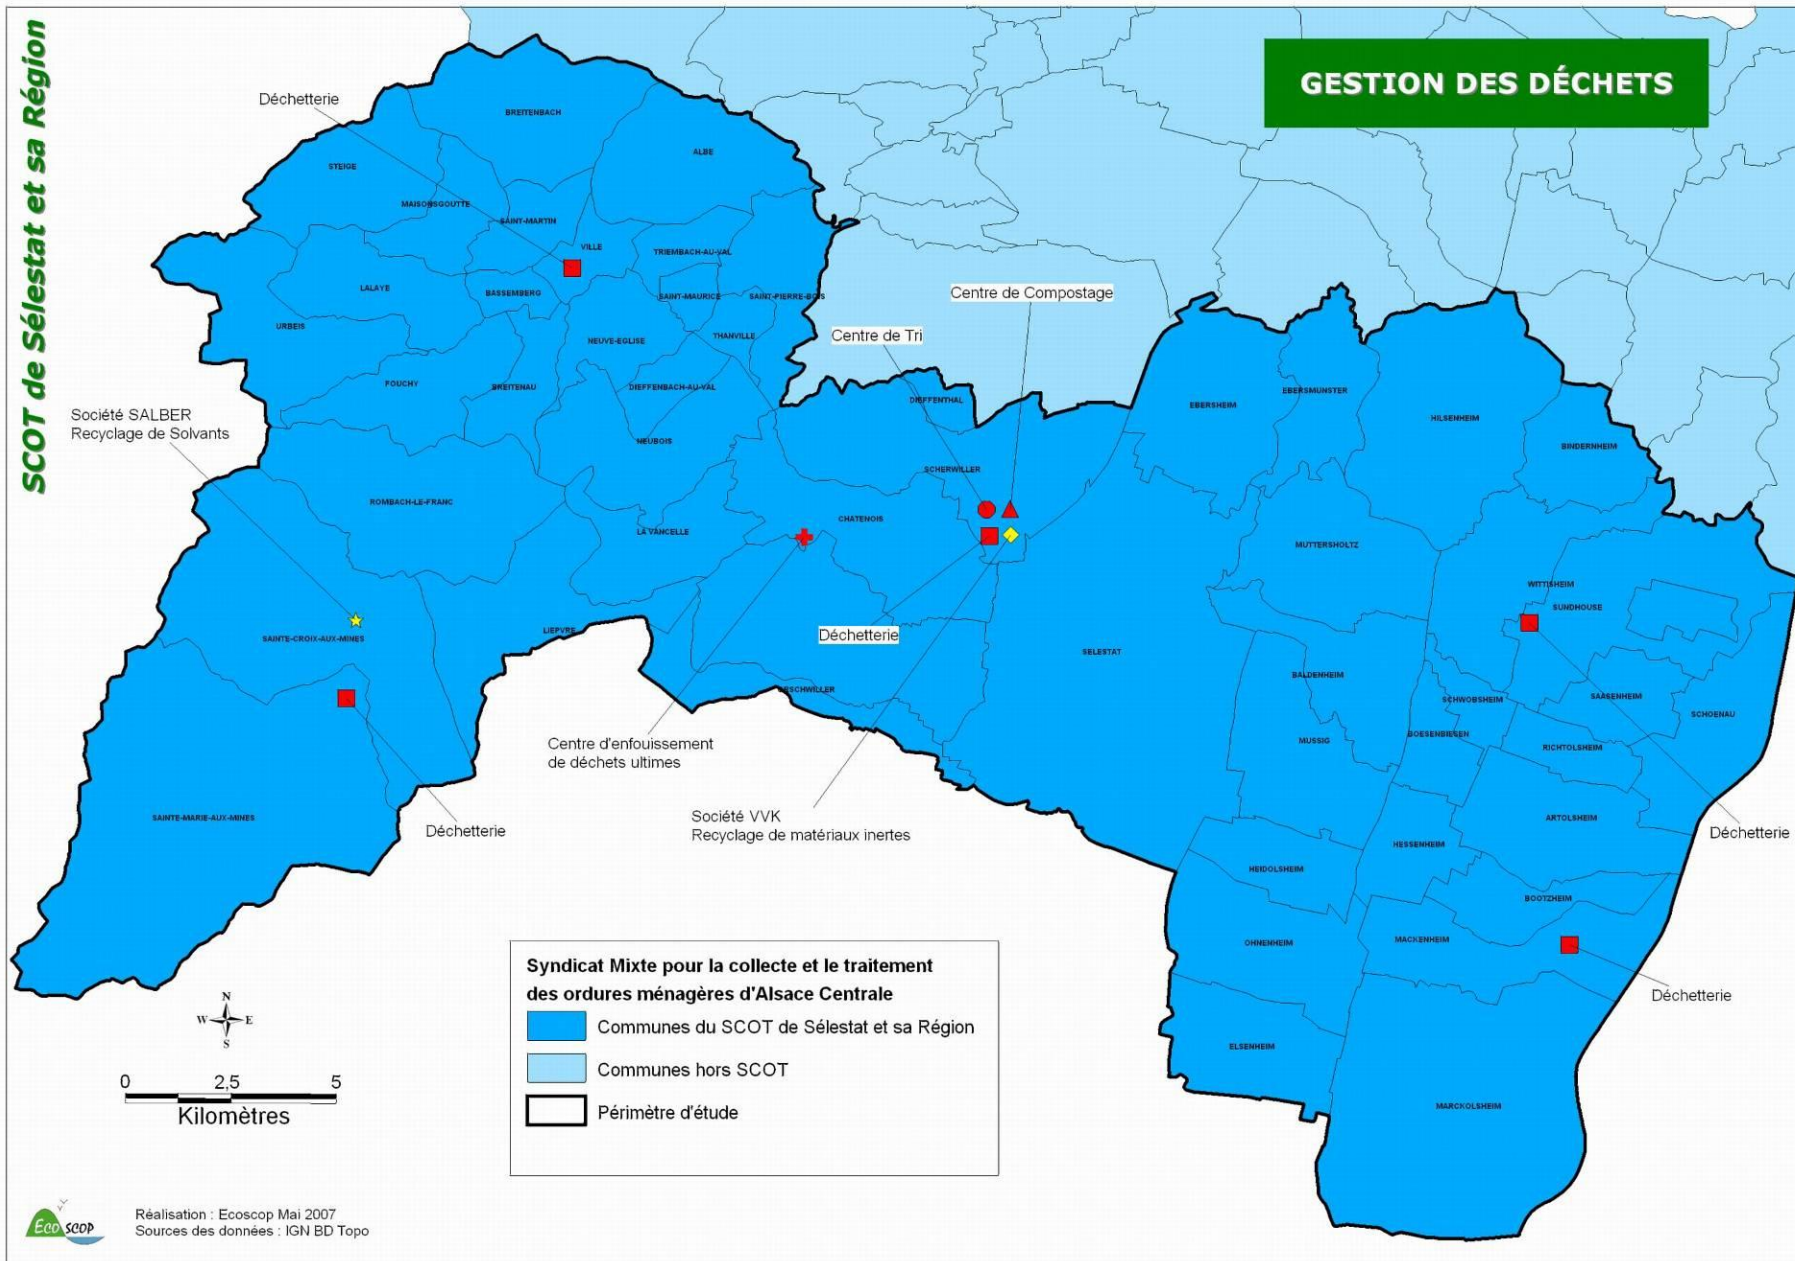 SCOT de Sélestat et sa Région
GESTION DES DÉCHETS
Déchetterie
BREITENBACH
ALBE
STEIGE
MAISONSGOUTTE
SAINT-MARTIN
VILLE
TRIEMBACH-AU-VAL
LALAYE
BASSEMBERG
SAINT-MAURICE
SAINT-PIERRE-BOIS
URBEIS
NEUVE-EGLISE
THANVILLE
FOUCHY
BREITENAU
DIEFFENBACH-AU-VAL
NEUBOIS
Centre de Compostage
Centre de Tri
DIEFFENTHAL
EBERSHEIM
EBERSMUNSTER
HILSENHEIM
BINDERNHEIM
Société SALBER
Recyclage de Solvants
SCHERWILLER
ROMBACH-LE-FRANC
LA VANCELLE
CHATENOIS
MUTTERSHOLTZ
WITTISHEIM
SUNDHOUSE
SAINTE-CROIX-AUX-MINES
LIEPVRE
Déchetterie
SELESTAT
BALDENHEIM
SCHWOBSHEIM
SAASENHEIM
SCHOENAU
MUSSIG
BOESENBIESEN
RICHTOLSHEIM
Centre d'enfouissement
de déchets ultimes
SAINTE-MARIE-AUX-MINES
Déchetterie
Société VVK
Recyclage de matériaux inertes
ARTOLSHEIM
Déchetterie
HESSENHEIM
HEIDOLSHEIM
BOOTZHEIM
OHNENHEIM
MACKENHEIM
Déchetterie
ELSENHEIM
MARCKOLSHEIM
Syndicat Mixte pour la collecte et le traitement
des ordures ménagères d'Alsace Centrale
Communes du SCOT de Sélestat et sa Région
Communes hors SCOT
Périmètre d'étude
N
W E
S
0 2,5 5
Kilomètres
ECO SCOP
Réalisation : Ecoscop Mai 2007
Sources des données : IGN BD Topo